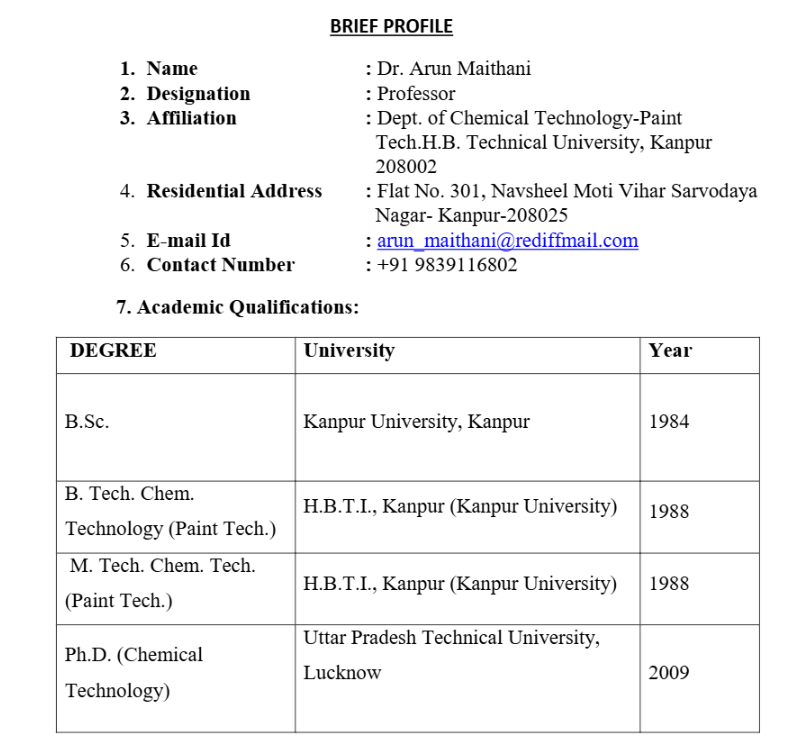 BRIEF PROFILE
1. Name : Dr. Arun Maithani
2. Designation : Professor
3. Affiliation : Dept. of Chemical Technology-Paint
Tech.H.B. Technical University, Kanpur
208002
4. Residential Address : Flat No. 301, Navsheel Moti Vihar Sarvodaya
Nagar- Kanpur-208025
5. E-mail Id : arun_maithani@rediffmail.com
6. Contact Number : +91 9839116802
7. Academic Qualifications:
DEGREE University Year
B.Sc. Kanpur University, Kanpur 1984
B. Tech. Chem.
Technology (Paint Tech.) H.B.T.I., Kanpur (Kanpur University) 1988
M. Tech. Chem. Tech.
(Paint Tech.) H.B.T.I., Kanpur (Kanpur University) 1988
Ph.D. (Chemical
Technology) Uttar Pradesh Technical University,
Lucknow 2009